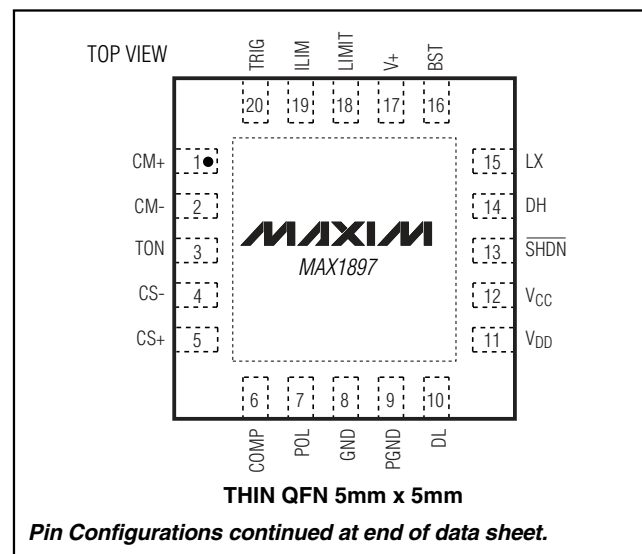 TOP VIEW
TRIG
ILIM
LIMIT
V+
BST
20 19 18 17 16
CM+ 1 15 LX
CM- 2 14 DH
TON 3 13 SHDN
CS- 4 12 VCC
CS+ 5 11 VDD
MAXIM
MAX1897
6 7 8 9 10
COMP
POL
GND
PGND
DL
THIN QFN 5mm x 5mm
Pin Configurations continued at end of data sheet.